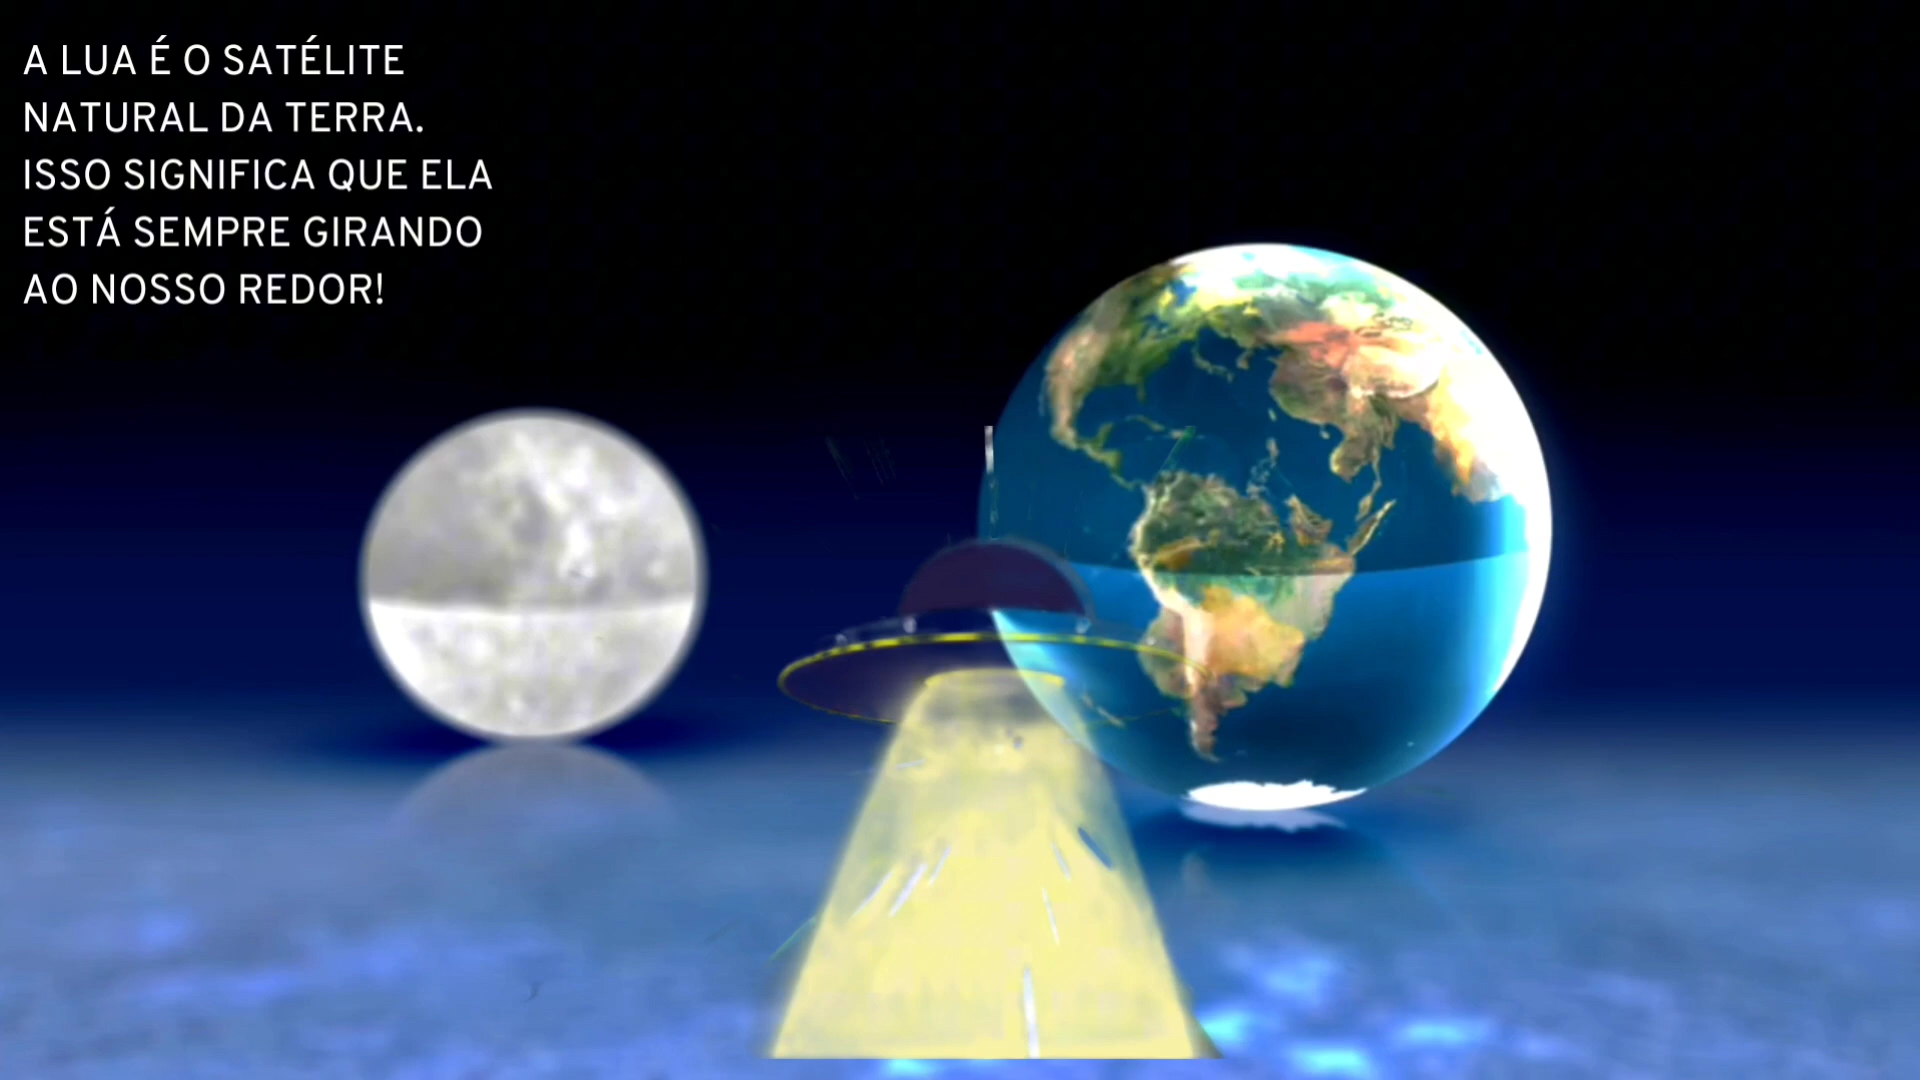 A LUA É O SATÉLITE
NATURAL DA TERRA.
ISSO SIGNIFICA QUE ELA
ESTÁ SEMPRE GIRANDO
AO NOSSO REDOR!